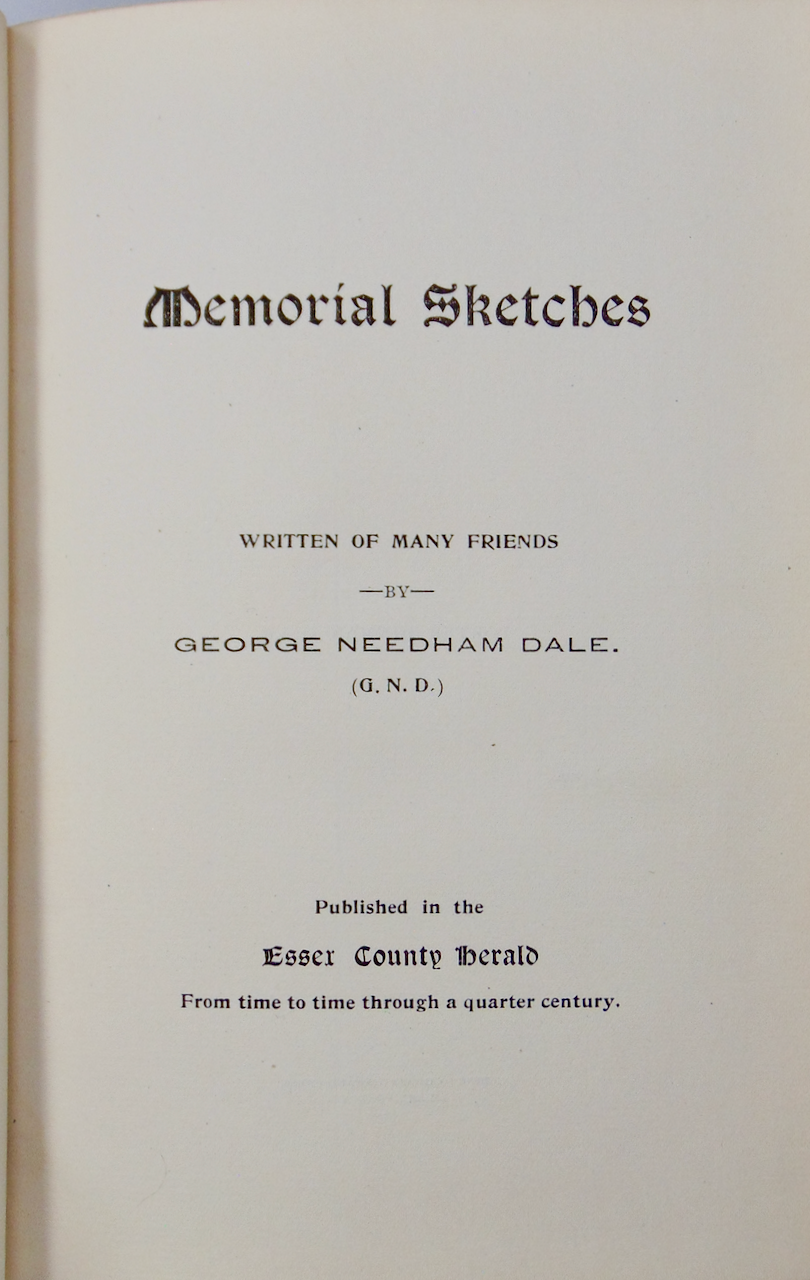 Memorial Sketches
WRITTEN OF MANY FRIENDS
—BY—
GEORGE NEEDHAM DALE.
(G. N. D.)
Published in the
Essex County Herald
From time to time through a quarter century.